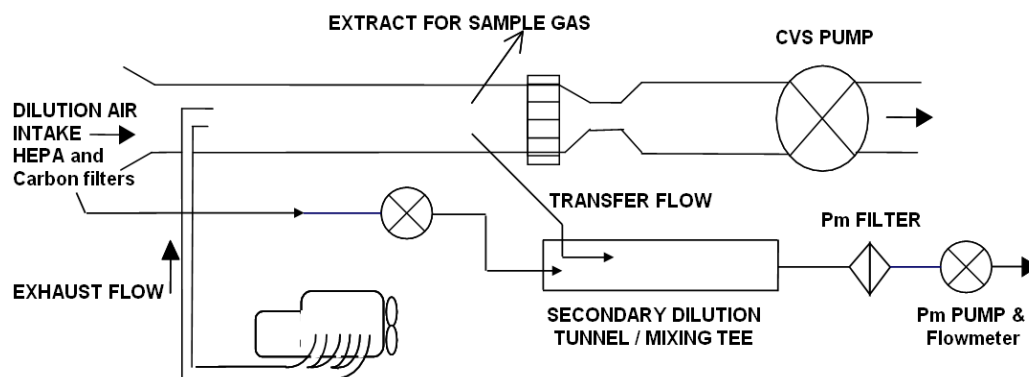 EXTRACT FOR SAMPLE GAS
CVS PUMP
DILUTION AIR
INTAKE
HEPA and
Carbon filters
TRANSFER FLOW
Pm FILTER
EXHAUST FLOW
SECONDARY DILUTION
TUNNEL / MIXING TEE
Pm PUMP &
Flowmeter